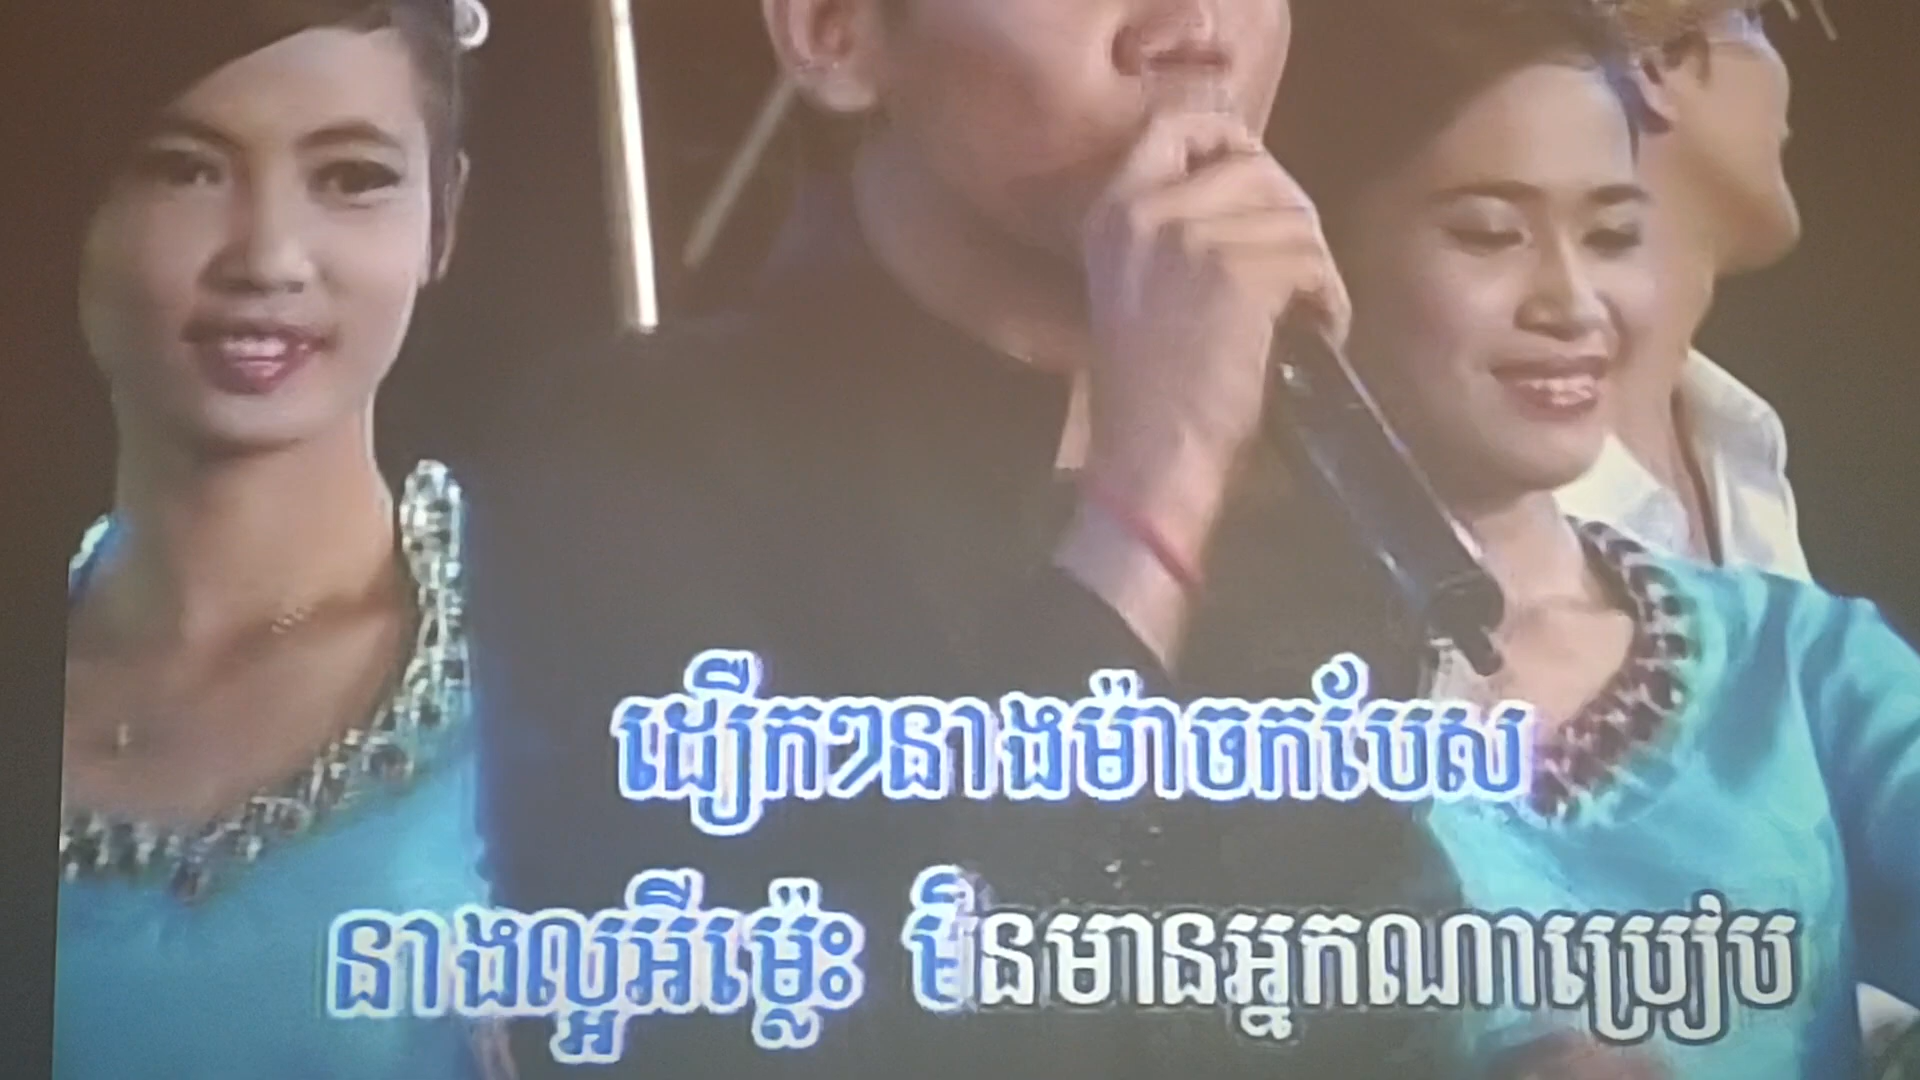 ដៀើកៗនាងម៉ាចកបែស
នាងល្អអីម្ល៉េះ មិនមានអ្នកណាប្រៀប